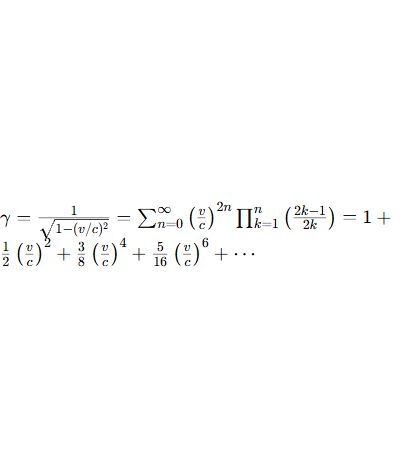 γ = 1/√(1−(v/c)²) = ∑_{n=0}^{∞} (v/c)^{2n} ∏_{k=1}^{n} ((2k−1)/(2k)) = 1 +
1/2 (v/c)² + 3/8 (v/c)⁴ + 5/16 (v/c)⁶ + ⋯